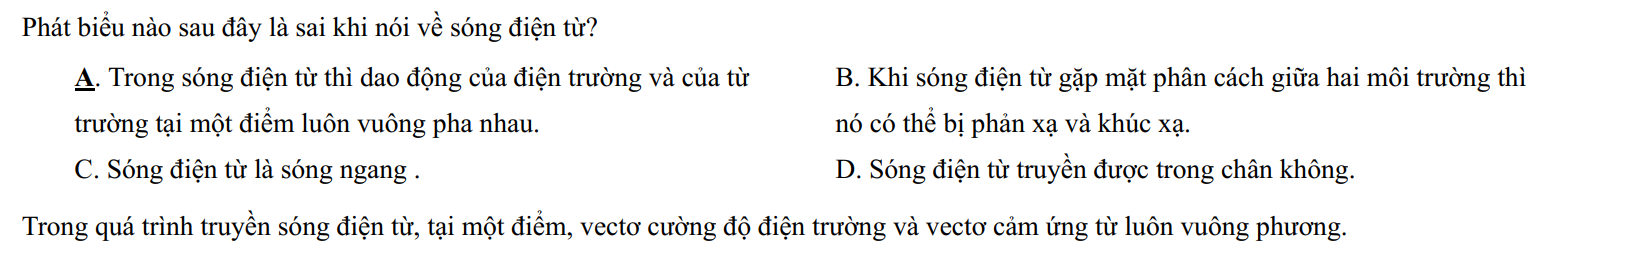 Phát biểu nào sau đây là sai khi nói về sóng điện từ?
A. Trong sóng điện từ thì dao động của điện trường và của từ
trường tại một điểm luôn vuông pha nhau.
B. Khi sóng điện từ gặp mặt phân cách giữa hai môi trường thì
nó có thể bị phản xạ và khúc xạ.
C. Sóng điện từ là sóng ngang .
D. Sóng điện từ truyền được trong chân không.
Trong quá trình truyền sóng điện từ, tại một điểm, vectơ cường độ điện trường và vectơ cảm ứng từ luôn vuông phương.